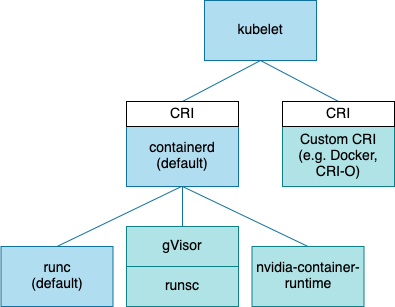 kubelet
CRI
containerd
(default)
CRI
Custom CRI
(e.g. Docker,
CRI-O)
runc
(default)
gVisor
runsc
nvidia-container-
runtime